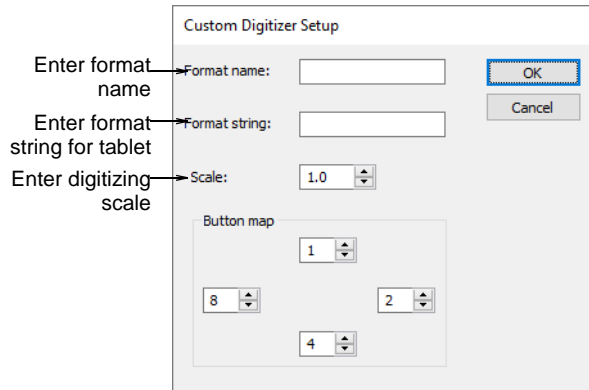 Custom Digitizer Setup
Enter format
name
Format name:
OK
Cancel
Enter format
string for tablet
Format string:
Enter digitizing
scale
Scale:
1.0
Button map
1
8
2
4